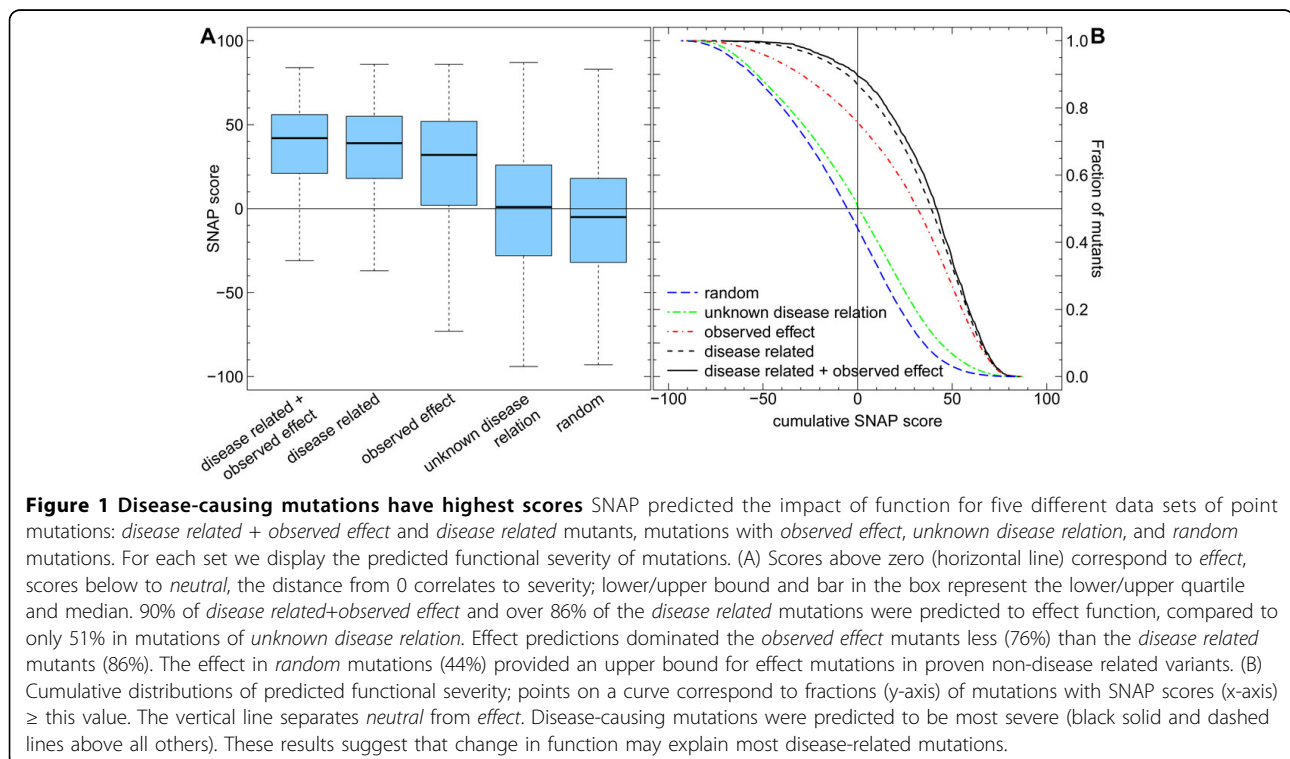 A
B
100
50
0
−50
−100
SNAP score
disease related +
observed effect
disease related
observed effect
unknown disease
relation
random
random
unknown disease relation
observed effect
disease related
disease related + observed effect
−100
−50
0
50
100
cumulative SNAP score
1.0
0.8
0.6
0.4
0.2
0.0
Fraction of mutants
Figure 1 Disease-causing mutations have highest scores SNAP predicted the impact of function for five different data sets of point
mutations: disease related + observed effect and disease related mutants, mutations with observed effect, unknown disease relation, and random
mutations. For each set we display the predicted functional severity of mutations. (A) Scores above zero (horizontal line) correspond to effect,
scores below to neutral, the distance from 0 correlates to severity; lower/upper bound and bar in the box represent the lower/upper quartile
and median. 90% of disease related+observed effect and over 86% of the disease related mutations were predicted to effect function, compared to
only 51% in mutations of unknown disease relation. Effect predictions dominated the observed effect mutants less (76%) than the disease related
mutants (86%). The effect in random mutations (44%) provided an upper bound for effect mutations in proven non-disease related variants. (B)
Cumulative distributions of predicted functional severity; points on a curve correspond to fractions (y-axis) of mutations with SNAP scores (x-axis)
≥ this value. The vertical line separates neutral from effect. Disease-causing mutations were predicted to be most severe (black solid and dashed
lines above all others). These results suggest that change in function may explain most disease-related mutations.